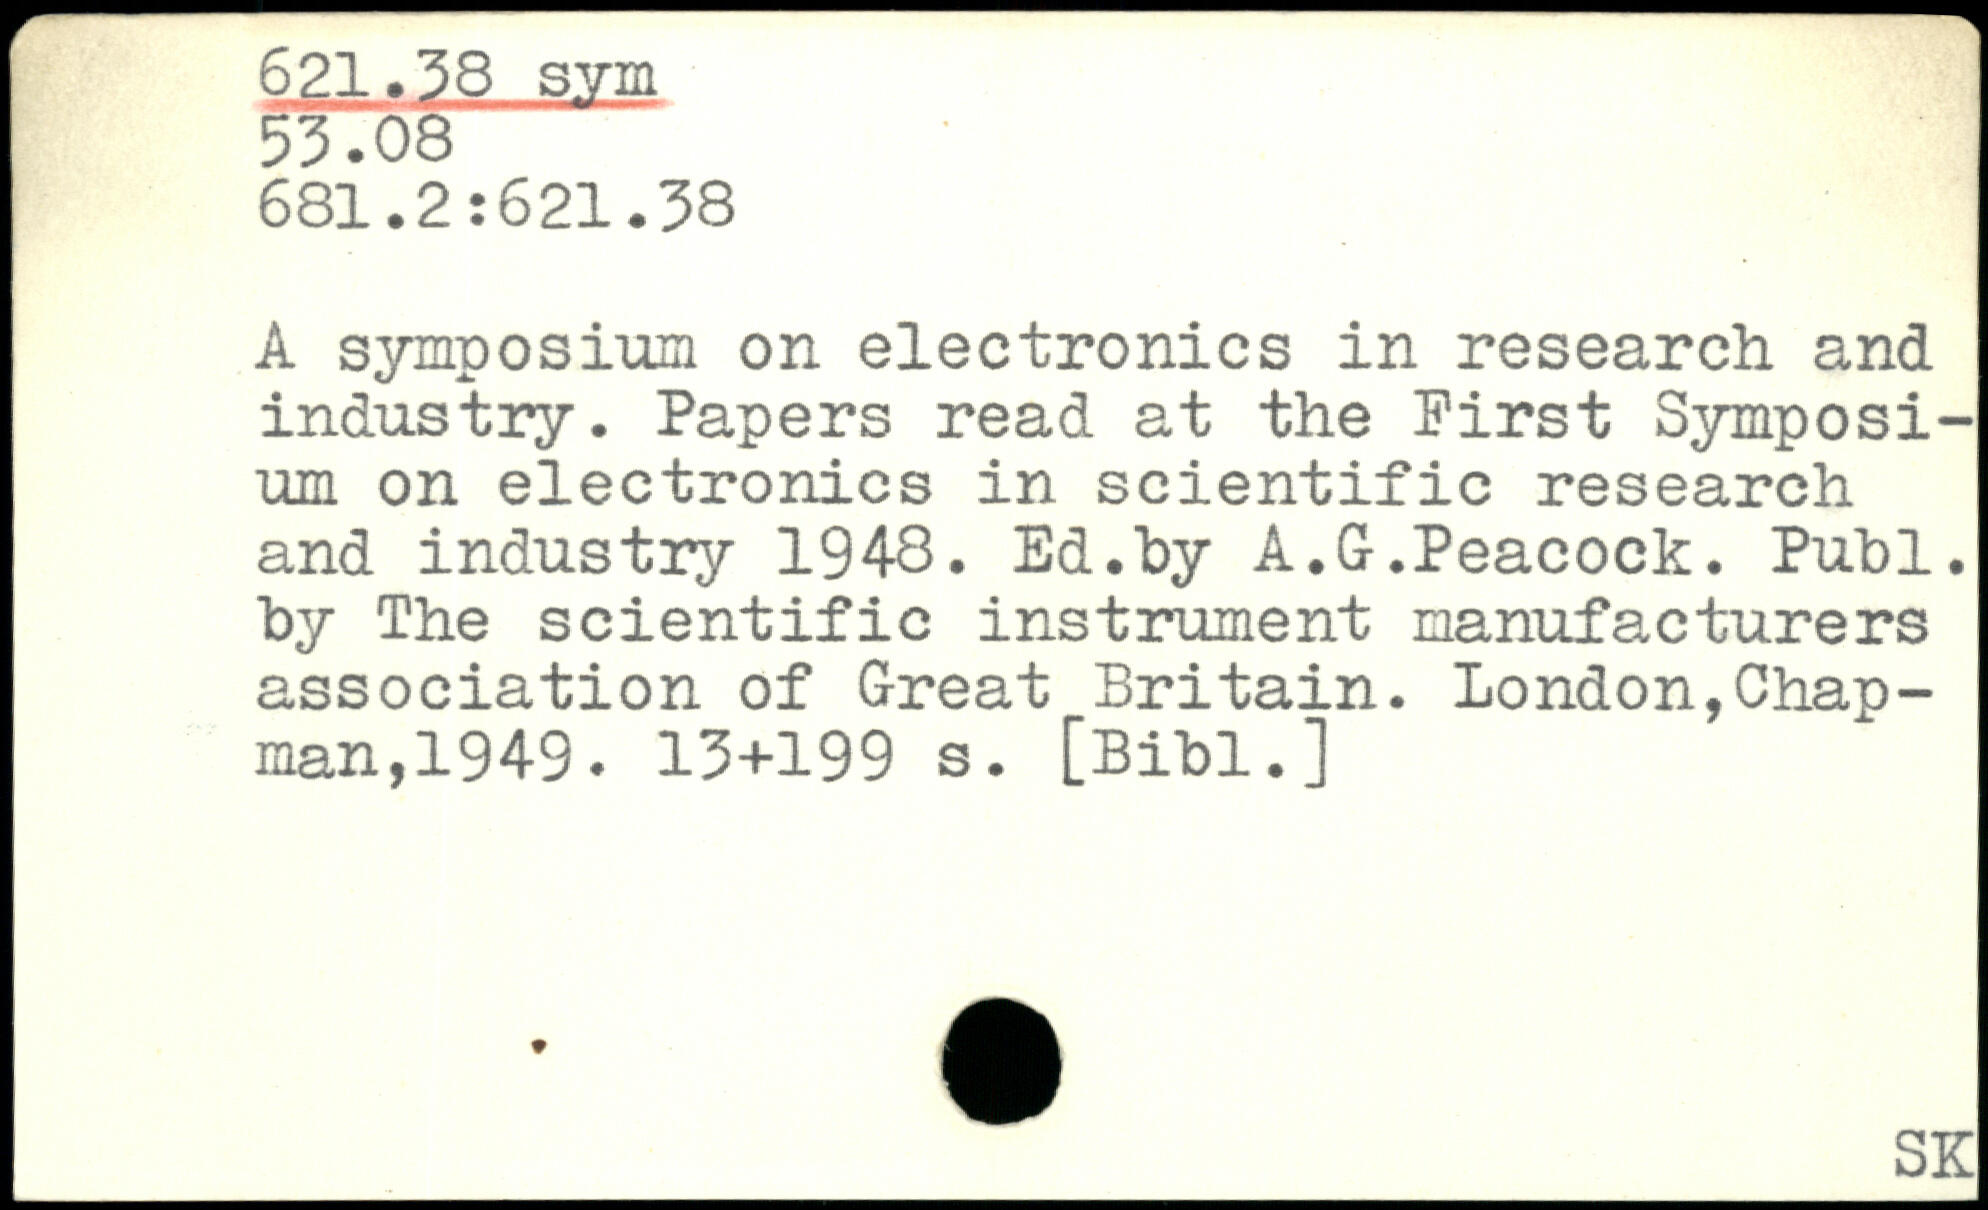 621.38 sym
53.08
681.2:621.38
A symposium on electronics in research and
industry. Papers read at the First Symposi-
um on electronics in scientific research
and industry 1948. Ed.by A.G.Peacock. Publ.
by The scientific instrument manufacturers
association of Great Britain. London,Chap-
man,1949. 13+199 s. [Bibl.]
SK